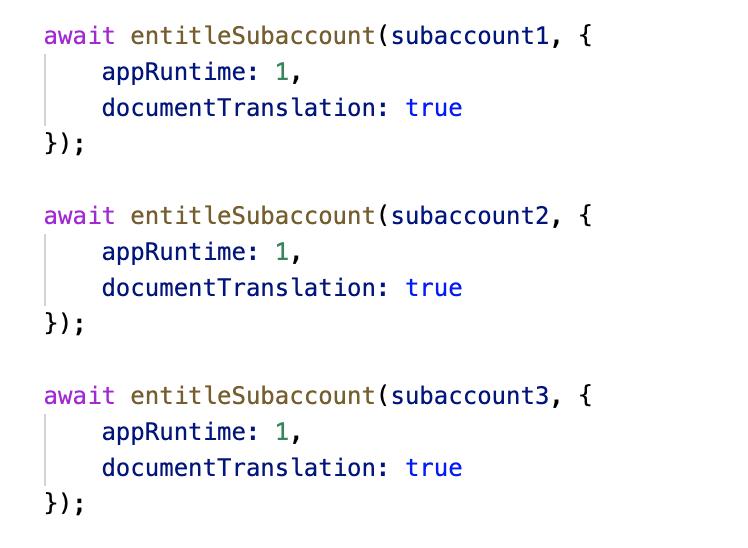 await entitleSubaccount(subaccount1, {
    appRuntime: 1,
    documentTranslation: true
});

await entitleSubaccount(subaccount2, {
    appRuntime: 1,
    documentTranslation: true
});

await entitleSubaccount(subaccount3, {
    appRuntime: 1,
    documentTranslation: true
});